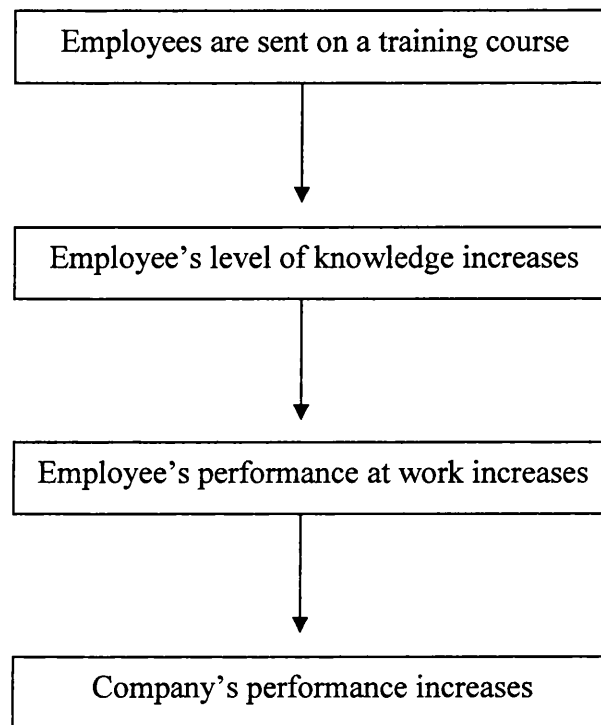 Employees are sent on a training course
Employee’s level of knowledge increases
Employee’s performance at work increases
Company’s performance increases